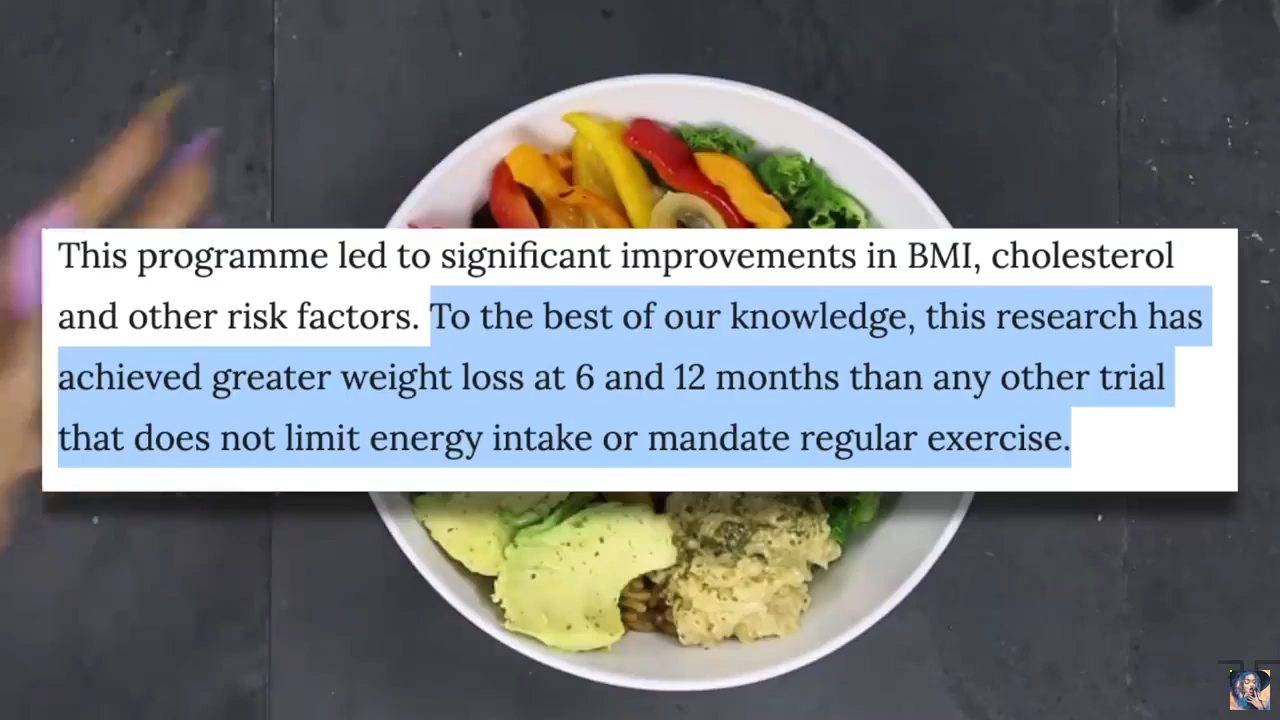 This programme led to significant improvements in BMI, cholesterol
and other risk factors. To the best of our knowledge, this research has
achieved greater weight loss at 6 and 12 months than any other trial
that does not limit energy intake or mandate regular exercise.